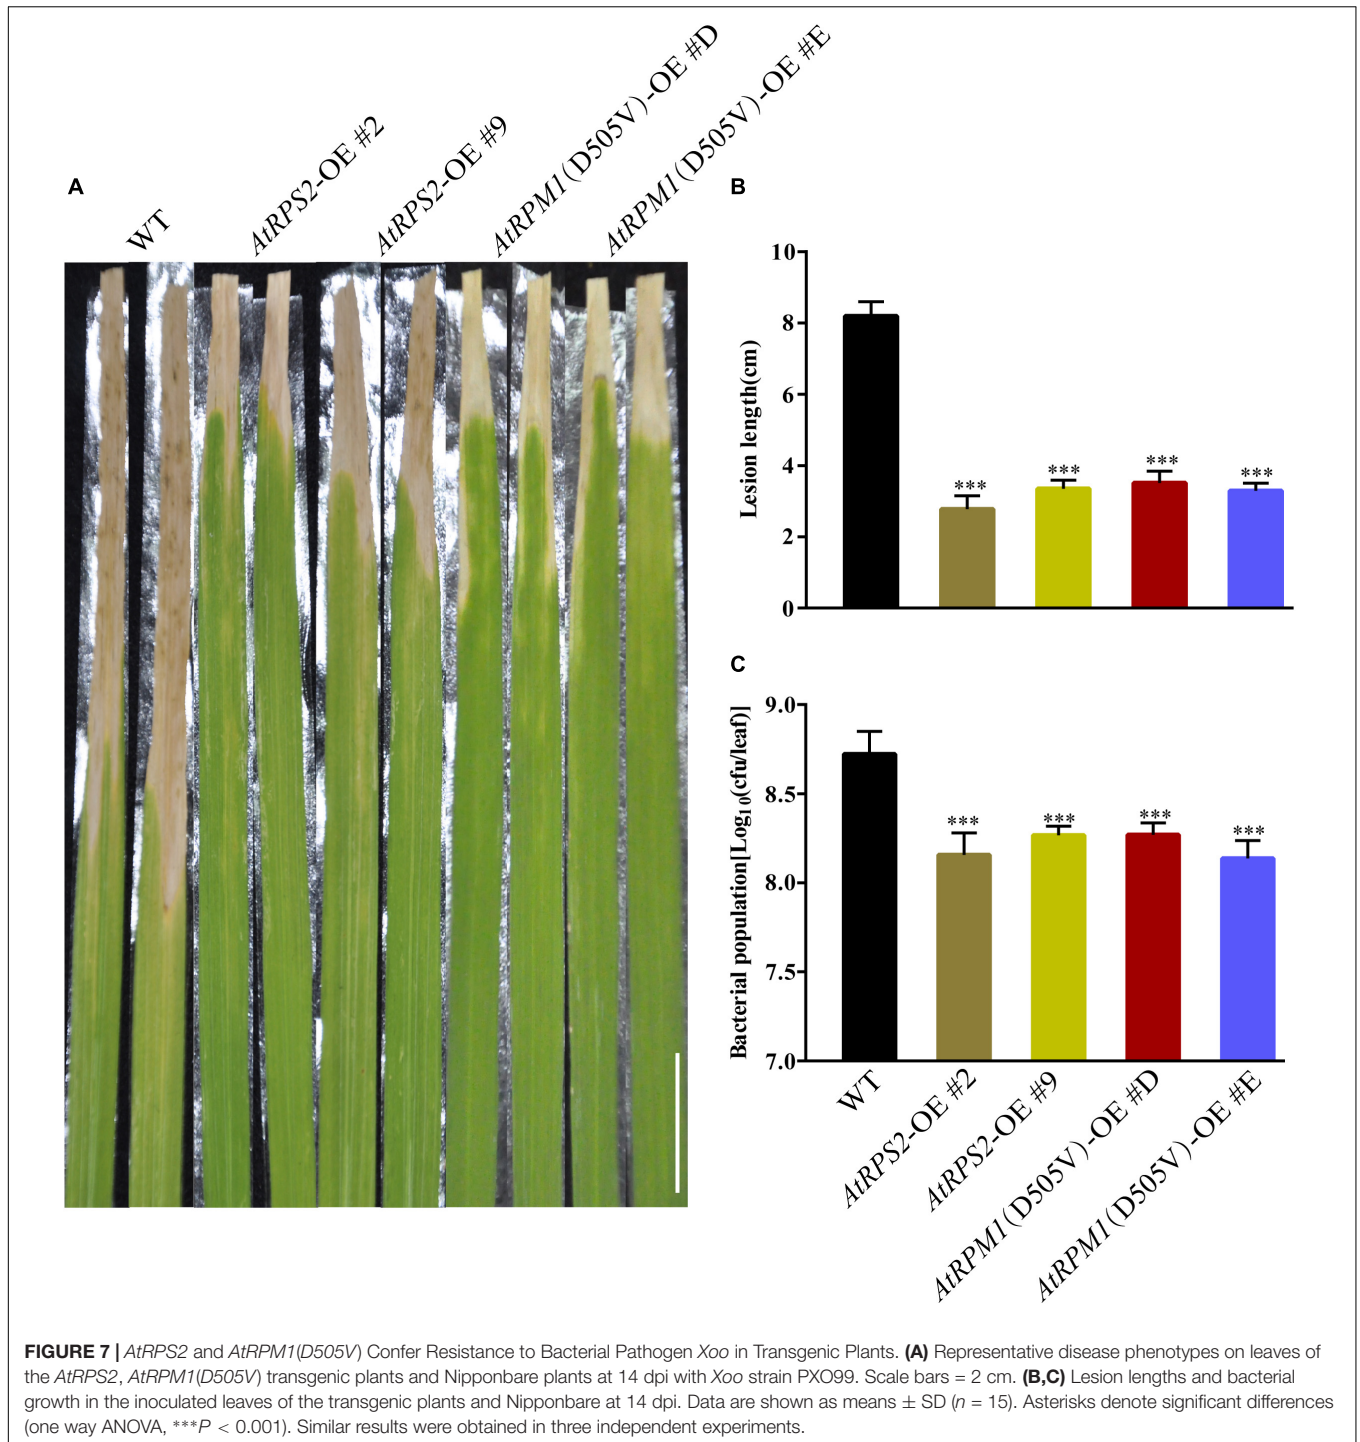 A
WT
AtRPS2-OE #2
AtRPS2-OE #9
AtRPM1(D505V)-OE #D
AtRPM1(D505V)-OE #E
B
Lesion length(cm)
10
8
6
4
2
0
***
***
***
***
C
Bacterial population[Log10(cfu/leaf)]
9.0
8.5
8.0
7.5
7.0
***
***
***
***
WT
AtRPS2-OE #2
AtRPS2-OE #9
AtRPM1(D505V)-OE #D
AtRPM1(D505V)-OE #E
FIGURE 7 | AtRPS2 and AtRPM1(D505V) Confer Resistance to Bacterial Pathogen Xoo in Transgenic Plants. (A) Representative disease phenotypes on leaves of
the AtRPS2, AtRPM1(D505V) transgenic plants and Nipponbare plants at 14 dpi with Xoo strain PXO99. Scale bars = 2 cm. (B,C) Lesion lengths and bacterial
growth in the inoculated leaves of the transgenic plants and Nipponbare at 14 dpi. Data are shown as means ± SD (n = 15). Asterisks denote significant differences
(one way ANOVA, ***P < 0.001). Similar results were obtained in three independent experiments.